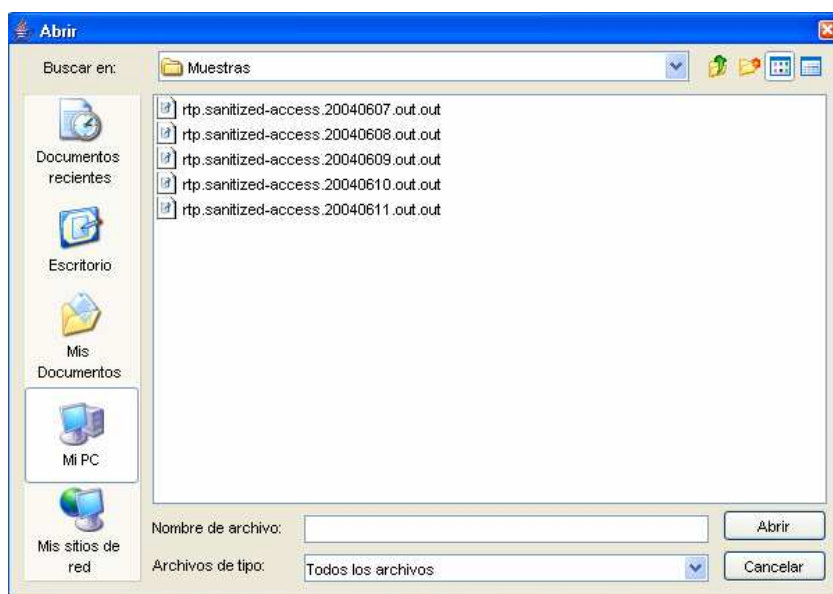 Abrir
Buscar en:
Muestras
rtp.sanitized-access.20040607.out.out
rtp.sanitized-access.20040608.out.out
rtp.sanitized-access.20040609.out.out
rtp.sanitized-access.20040610.out.out
rtp.sanitized-access.20040611.out.out
Documentos
recientes
Escritorio
Mis
Documentos
Mi PC
Mis sitios de
red
Nombre de archivo:
Abrir
Archivos de tipo:
Todos los archivos
Cancelar